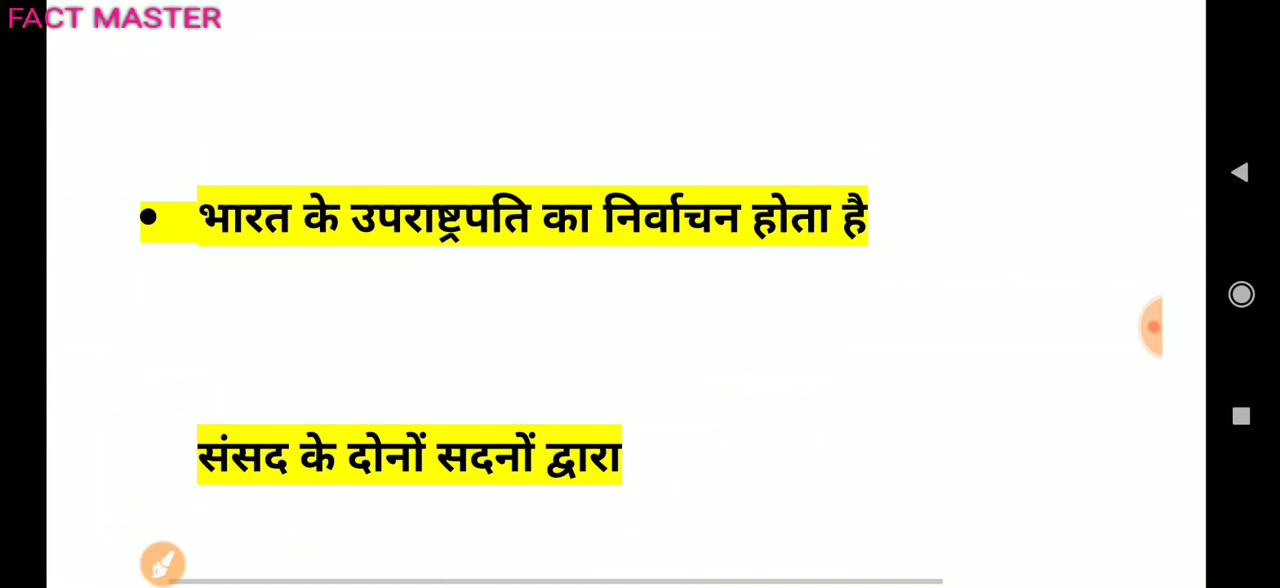 FACT MASTER
• भारत के उपराष्ट्रपति का निर्वाचन होता है
संसद के दोनों सदनों द्वारा